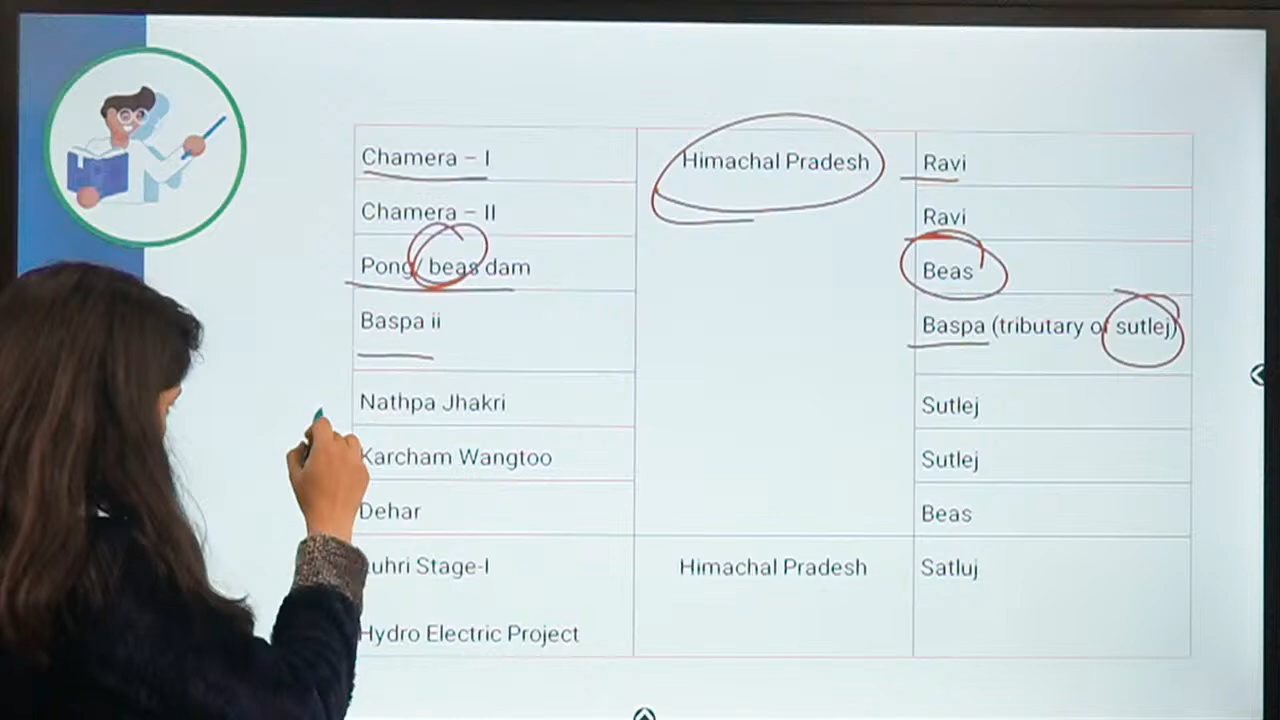 Chamera – I Himachal Pradesh Ravi
Chamera – II Ravi
Pong/ beas dam Beas
Baspa ii Baspa (tributary of sutlej)
Nathpa Jhakri Sutlej
Karcham Wangtoo Sutlej
Dehar Beas
Luhri Stage-I Himachal Pradesh Satluj
Hydro Electric Project